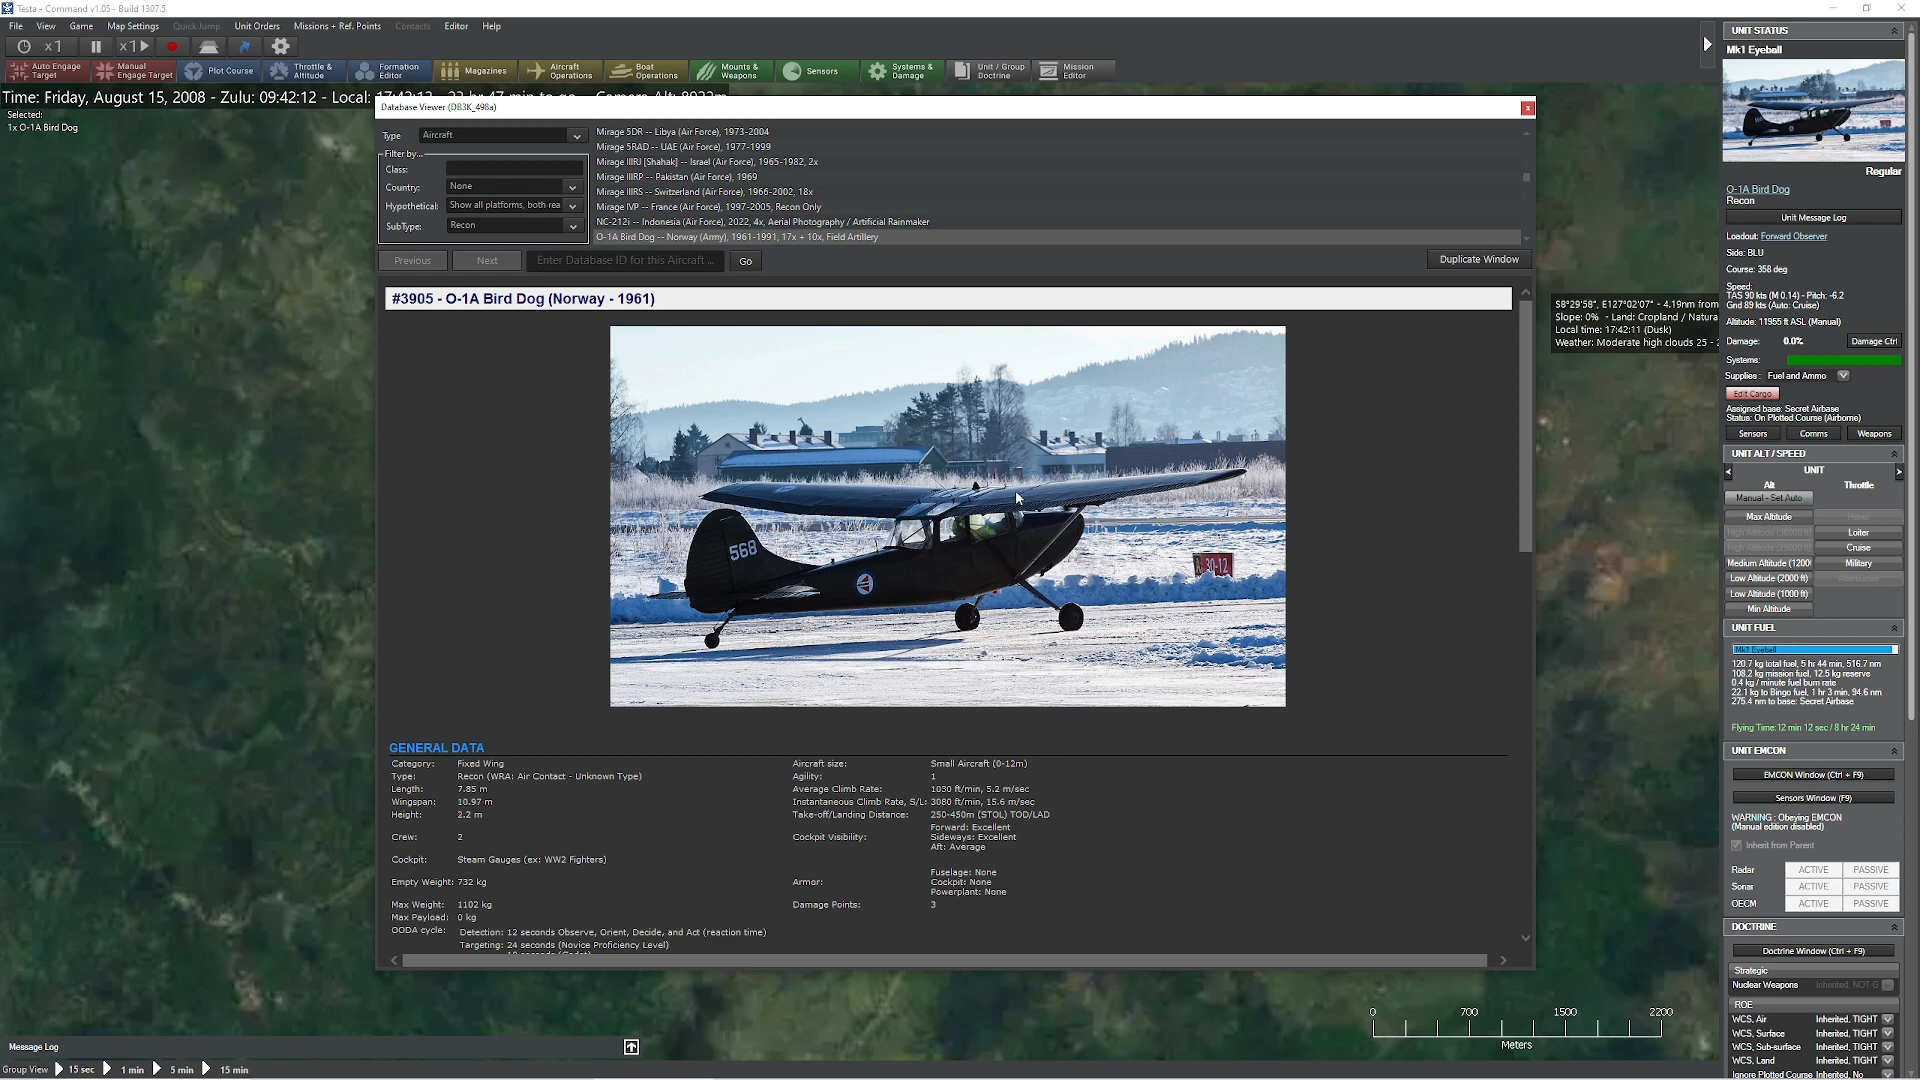 Testa - Command v1.05 - Build 1307.5
File View Game Map Settings Quick Jump Unit Orders Missions + Ref. Points Contacts Editor Help
x1 x1
Auto Engage Target
Manual Engage Target
Plot Course
Throttle & Altitude
Formation Editor
Magazines
Aircraft Operations
Boat Operations
Mounts & Weapons
Sensors
Systems & Damage
Unit / Group Doctrine
Mission Editor
Time: Friday, August 15, 2008 - Zulu: 09:42:12 - Local:
Selected:
1x O-1A Bird Dog
Database Viewer (DB3K_498a)
Type Aircraft
Filter by...
Class:
Country: None
Hypothetical: Show all platforms, both rea
SubType: Recon
Mirage 5DR -- Libya (Air Force), 1973-2004
Mirage 5RAD -- UAE (Air Force), 1977-1999
Mirage IIIRJ [Shahak] -- Israel (Air Force), 1965-1982, 2x
Mirage IIIRP -- Pakistan (Air Force), 1969
Mirage IIIRS -- Switzerland (Air Force), 1966-2002, 18x
Mirage IVP -- France (Air Force), 1997-2005, Recon Only
NC-212i -- Indonesia (Air Force), 2022, 4x, Aerial Photography / Artificial Rainmaker
O-1A Bird Dog -- Norway (Army), 1961-1991, 17x + 10x, Field Artillery
Previous Next Enter Database ID for this Aircraft ... Go Duplicate Window
#3905 - O-1A Bird Dog (Norway - 1961)
568
30-12
GENERAL DATA
Category: Fixed Wing
Type: Recon (WRA: Air Contact - Unknown Type)
Length: 7.85 m
Wingspan: 10.97 m
Height: 2.2 m
Crew: 2
Cockpit: Steam Gauges (ex: WW2 Fighters)
Empty Weight: 732 kg
Max Weight: 1102 kg
Max Payload: 0 kg
OODA cycle: Detection: 12 seconds Observe, Orient, Decide, and Act (reaction time)
Targeting: 24 seconds (Novice Proficiency Level)
Aircraft size: Small Aircraft (0-12m)
Agility: 1
Average Climb Rate: 1030 ft/min, 5.2 m/sec
Instantaneous Climb Rate, S/L: 3080 ft/min, 15.6 m/sec
Take-off/Landing Distance: 250-450m (STOL) TOD/LAD
Cockpit Visibility: Forward: Excellent
Sideways: Excellent
Aft: Average
Armor: Fuselage: None
Cockpit: None
Powerplant: None
Damage Points: 3
S8°29'58", E127°02'07" - 4.19nm from
Slope: 0% - Land: Cropland / Natura
Local time: 17:42:11 (Dusk)
Weather: Moderate high clouds 25 -
0 700 1500 2200
Meters
Message Log
Group View 15 sec 1 min 5 min 15 min
UNIT STATUS
Mk1 Eyeball
Regular
O-1A Bird Dog
Recon
Unit Message Log
Loadout: Forward Observer
Side: BLU
Course: 358 deg
Speed:
TAS 90 kts (M 0.14) - Pitch: -6.2
Gnd 89 kts (Auto: Cruise)
Altitude: 11955 ft ASL (Manual)
Damage: 0.0% Damage Ctrl
Systems:
Supplies: Fuel and Ammo
Edit Cargo
Assigned base: Secret Airbase
Status: On Plotted Course (Airborne)
Sensors Comms Weapons
UNIT ALT / SPEED
UNIT
Alt Throttle
Manual - Set Auto
Max Altitude Hover
Loiter
Cruise
Medium Altitude (1200 Military
Low Altitude (2000 ft) Afterburner
Low Altitude (1000 ft)
Min Altitude
UNIT FUEL
Mk1 Eyeball
120.7 kg total fuel, 5 hr 44 min, 516.7 nm
108.2 kg mission fuel, 12.5 kg reserve
0.4 kg / minute fuel burn rate
22.1 kg to Bingo fuel, 1 hr 3 min, 94.6 nm
275.4 nm to base: Secret Airbase
Flying Time: 12 min 12 sec / 8 hr 24 min
UNIT EMCON
EMCON Window (Ctrl + F9)
Sensors Window (F9)
WARNING : Obeying EMCON
(Manual edition disabled)
Inherit from Parent
Radar ACTIVE PASSIVE
Sonar ACTIVE PASSIVE
OECM ACTIVE PASSIVE
DOCTRINE
Doctrine Window (Ctrl + F9)
Strategic
Nuclear Weapons Inherited, NOT G
ROE
WCS, Air Inherited, TIGHT
WCS, Surface Inherited, TIGHT
WCS, Sub-surface Inherited, TIGHT
WCS, Land Inherited, TIGHT
Ignore Plotted Course Inherited, No